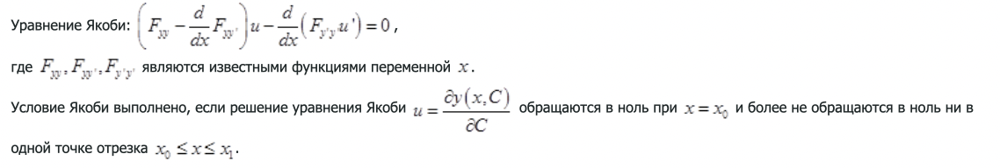 Уравнение Якоби: $\left( F_{yy} - \frac{d}{dx} F_{yy'} \right) u - \frac{d}{dx} \left( F_{y'y} u' \right) = 0$ ,
где $F_{yy}, F_{yy'}, F_{y'y'}$ являются известными функциями переменной $x$ .
Условие Якоби выполнено, если решение уравнения Якоби $u = \frac{\partial y(x, C)}{\partial C}$ обращаются в ноль при $x = x_0$ и более не обращаются в ноль ни в
одной точке отрезка $x_0 \le x \le x_1$ .